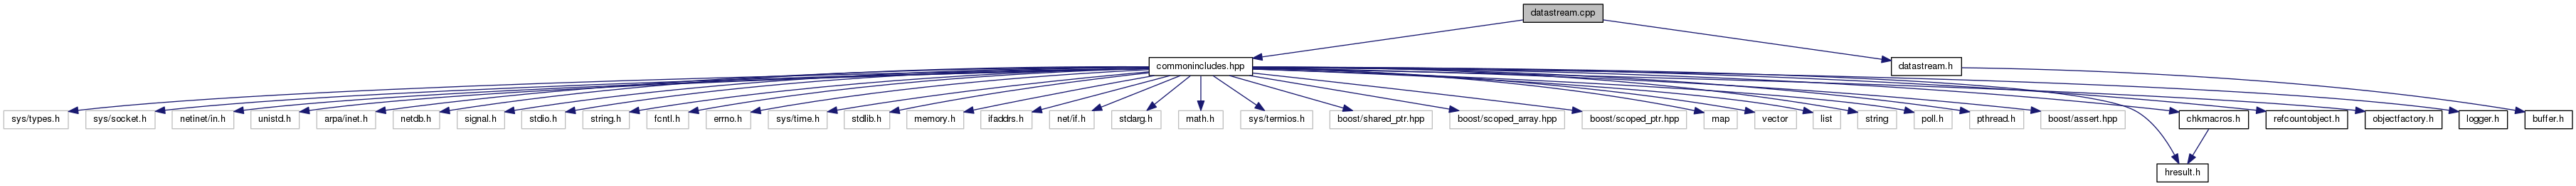 datastream.cpp
commonincludes.hpp
datastream.h
sys/types.h
sys/socket.h
netinet/in.h
unistd.h
arpa/inet.h
netdb.h
signal.h
stdio.h
string.h
fcntl.h
errno.h
sys/time.h
stdlib.h
memory.h
ifaddrs.h
net/if.h
stdarg.h
math.h
sys/termios.h
boost/shared_ptr.hpp
boost/scoped_array.hpp
boost/scoped_ptr.hpp
map
vector
list
string
poll.h
pthread.h
boost/assert.hpp
chkmacros.h
refcountobject.h
objectfactory.h
logger.h
buffer.h
hresult.h